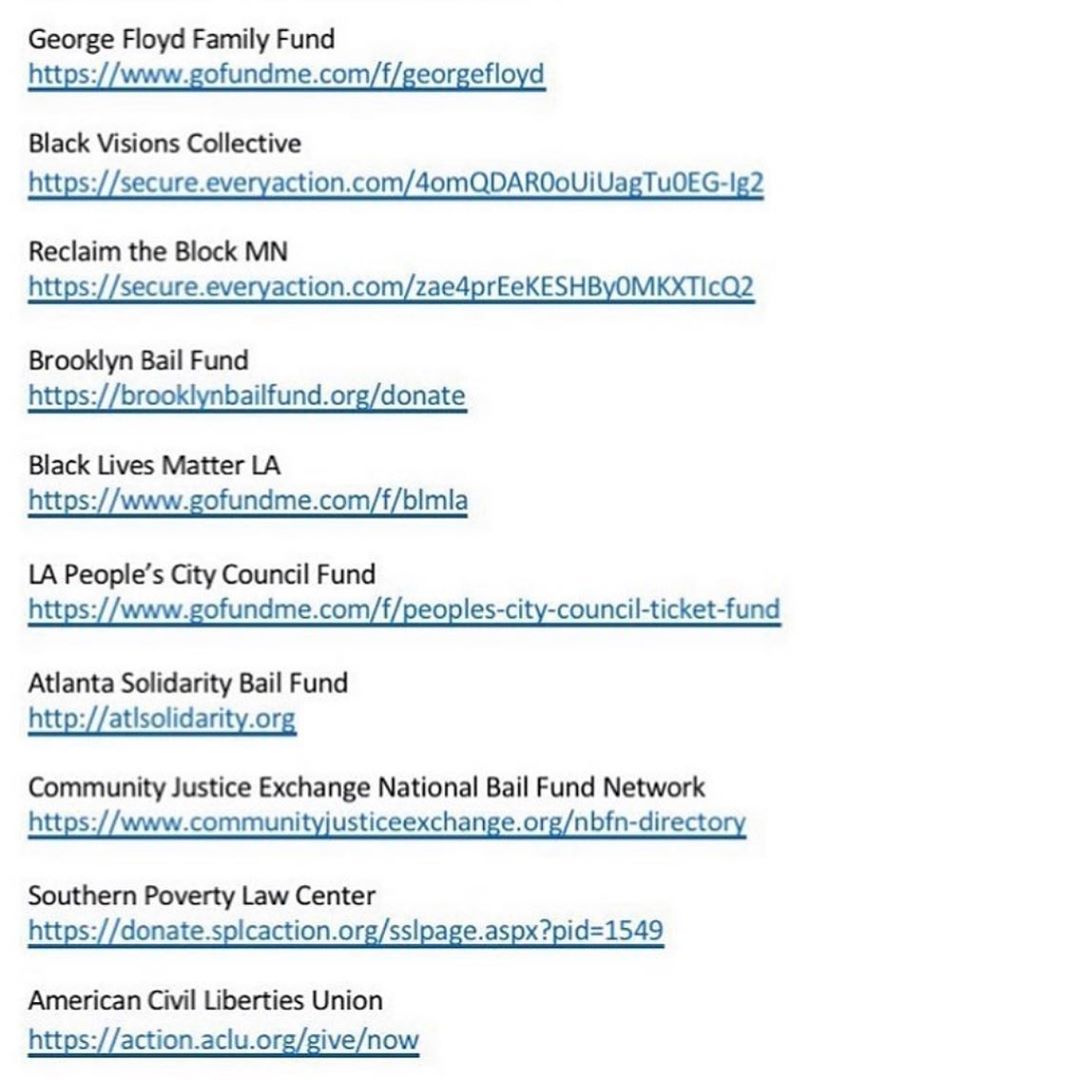 George Floyd Family Fund
https://www.gofundme.com/f/georgefloyd
Black Visions Collective
https://secure.everyaction.com/4omQDAR0oUiUagTu0EG-Ig2
Reclaim the Block MN
https://secure.everyaction.com/zae4prEeKESHBy0MKXTIcQ2
Brooklyn Bail Fund
https://brooklynbailfund.org/donate
Black Lives Matter LA
https://www.gofundme.com/f/blmla
LA People’s City Council Fund
https://www.gofundme.com/f/peoples-city-council-ticket-fund
Atlanta Solidarity Bail Fund
http://atlsolidarity.org
Community Justice Exchange National Bail Fund Network
https://www.communityjusticeexchange.org/nbfn-directory
Southern Poverty Law Center
https://donate.splcaction.org/sslpage.aspx?pid=1549
American Civil Liberties Union
https://action.aclu.org/give/now